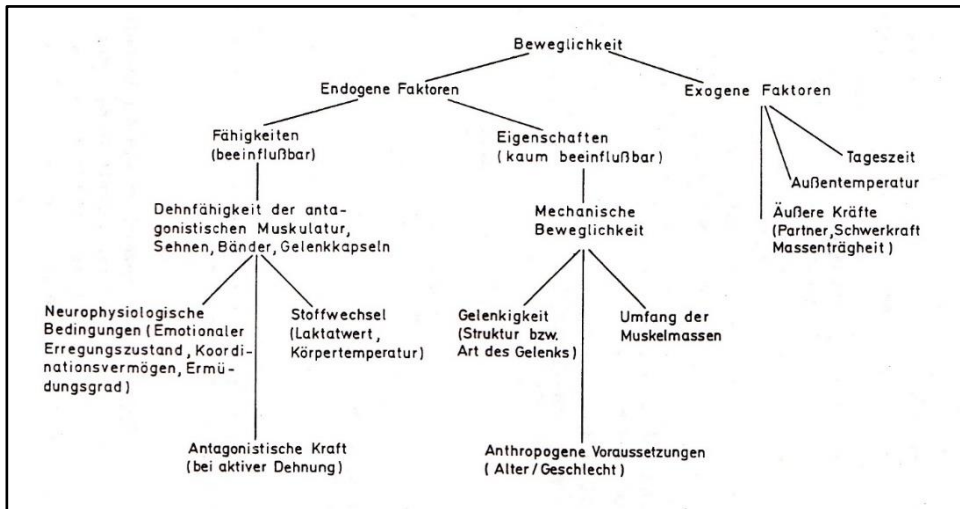 Beweglichkeit
Endogene Faktoren
Exogene Faktoren
Fähigkeiten
(beeinflußbar)
Eigenschaften
(kaum beeinflußbar)
Tageszeit
Außentemperatur
Äußere Kräfte
(Partner,Schwerkraft
Massenträgheit)
Dehnfähigkeit der anta-
gonistischen Muskulatur,
Sehnen, Bänder, Gelenkkapseln
Mechanische
Beweglichkeit
Neurophysiologische
Bedingungen (Emotionaler
Erregungszustand, Koordi-
nationsvermögen, Ermü-
dungsgrad)
Stoffwechsel
(Laktatwert,
Körpertemperatur)
Gelenkigkeit
(Struktur bzw.
Art des Gelenks)
Umfang der
Muskelmassen
Antagonistische Kraft
(bei aktiver Dehnung)
Anthropogene Voraussetzungen
(Alter/Geschlecht)